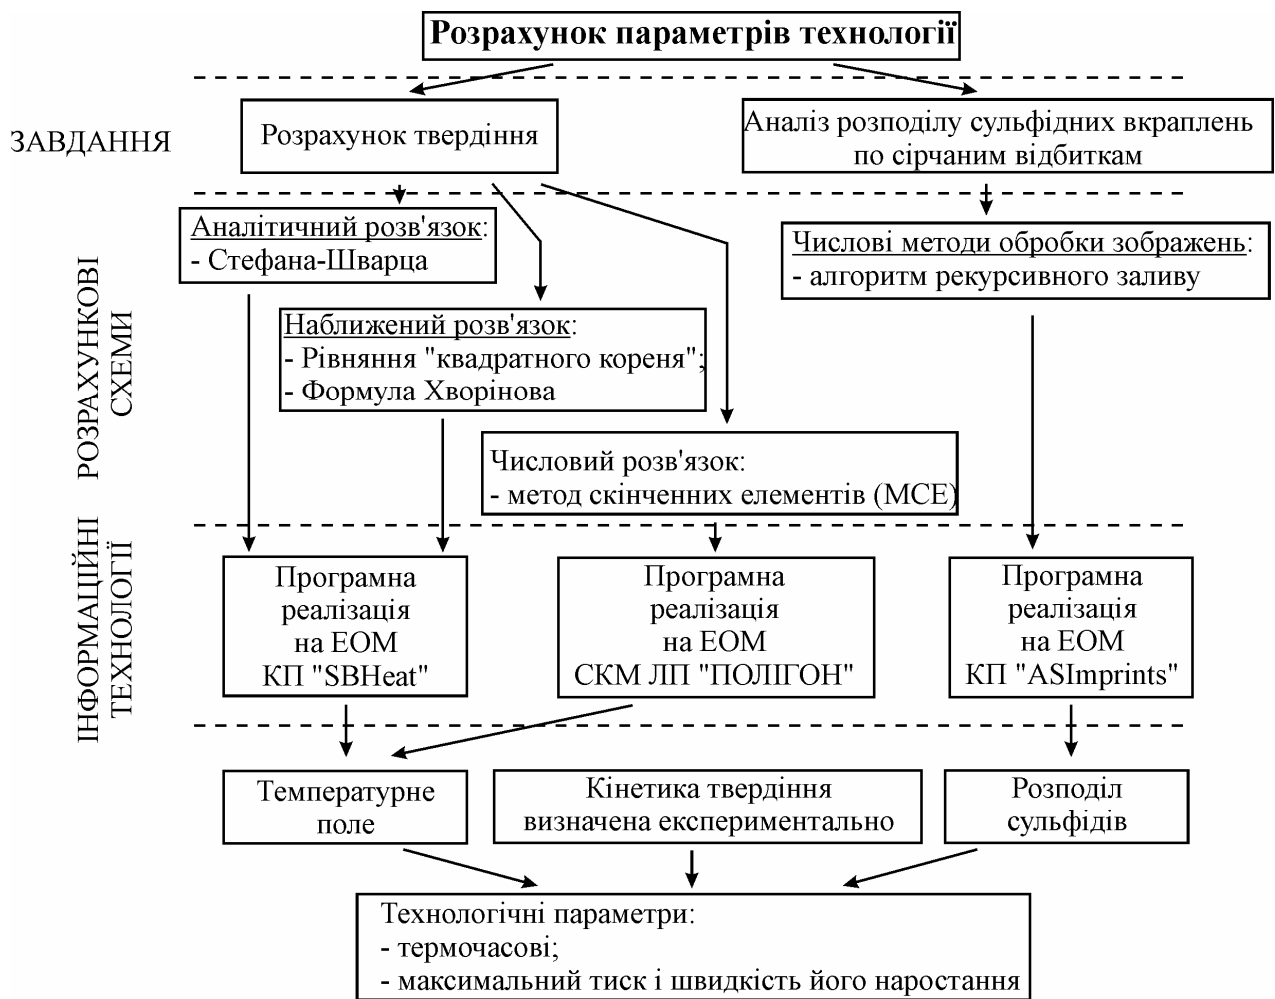 Розрахунок параметрів технології
ЗАВДАННЯ
Розрахунок твердіння
Аналіз розподілу сульфідних вкраплень
по сірчаним відбиткам
РОЗРАХУНКОВІ
СХЕМИ
Аналітичний розв'язок:
- Стефана-Шварца
Числові методи обробки зображень:
- алгоритм рекурсивного заливу
Наближений розв'язок:
- Рівняння "квадратного кореня";
- Формула Хворінова
Числовий розв'язок:
- метод скінченних елементів (МСЕ)
ІНФОРМАЦІЙНІ
ТЕХНОЛОГІЇ
Програмна
реалізація
на ЕОМ
КП "SBHeat"
Програмна
реалізація
на ЕОМ
СКМ ЛП "ПОЛІГОН"
Програмна
реалізація
на ЕОМ
КП "ASImprints"
Температурне
поле
Кінетика твердіння
визначена експериментально
Розподіл
сульфідів
Технологічні параметри:
- термочасові;
- максимальний тиск і швидкість його наростання